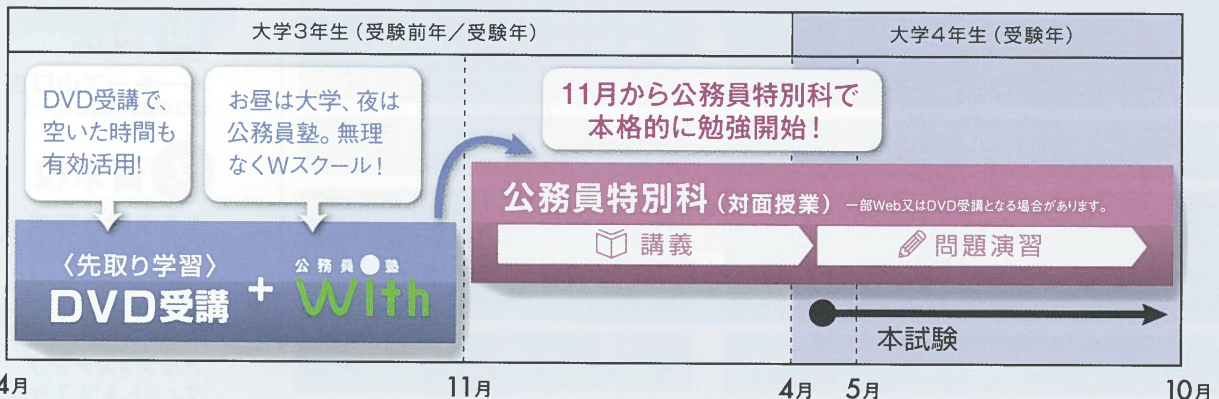 大学3年生（受験前年／受験年）
大学4年生（受験年）
DVD受講で、
空いた時間も
有効活用!
お昼は大学、夜は
公務員塾。無理
なくWスクール！
11月から公務員特別科で
本格的に勉強開始！
公務員特別科（対面授業）一部Web又はDVD受講となる場合があります。
講義
問題演習
〈先取り学習〉
DVD受講
+
公務員●塾
With
本試験
4月
11月
4月
5月
10月